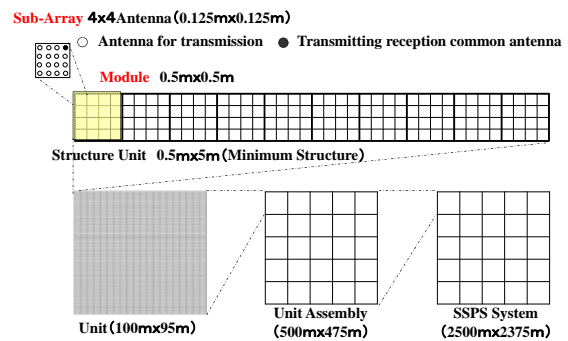 Sub-Array 4x4Antenna(0.125mx0.125m)
○ Antenna for transmission ● Transmitting reception common antenna
Module 0.5mx0.5m
Structure Unit 0.5mx5m(Minimum Structure)
Unit(100mx95m)
Unit Assembly
(500mx475m)
SSPS System
(2500mx2375m)